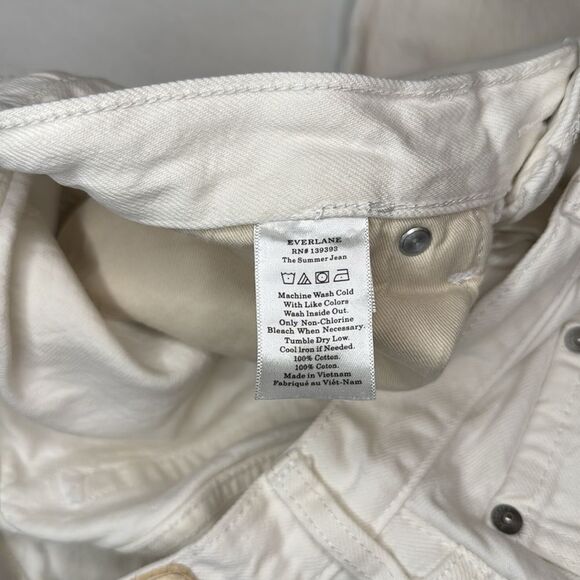 EVERLANE
RN# 139393
The Summer Jean
Machine Wash Cold
With Like Colors
Wash Inside Out.
Only Non-Chlorine
Bleach When Necessary.
Tumble Dry Low.
Cool Iron if Needed.
100% Cotton.
100% Coton.
Made in Vietnam
Fabriqué au Viêt-Nam